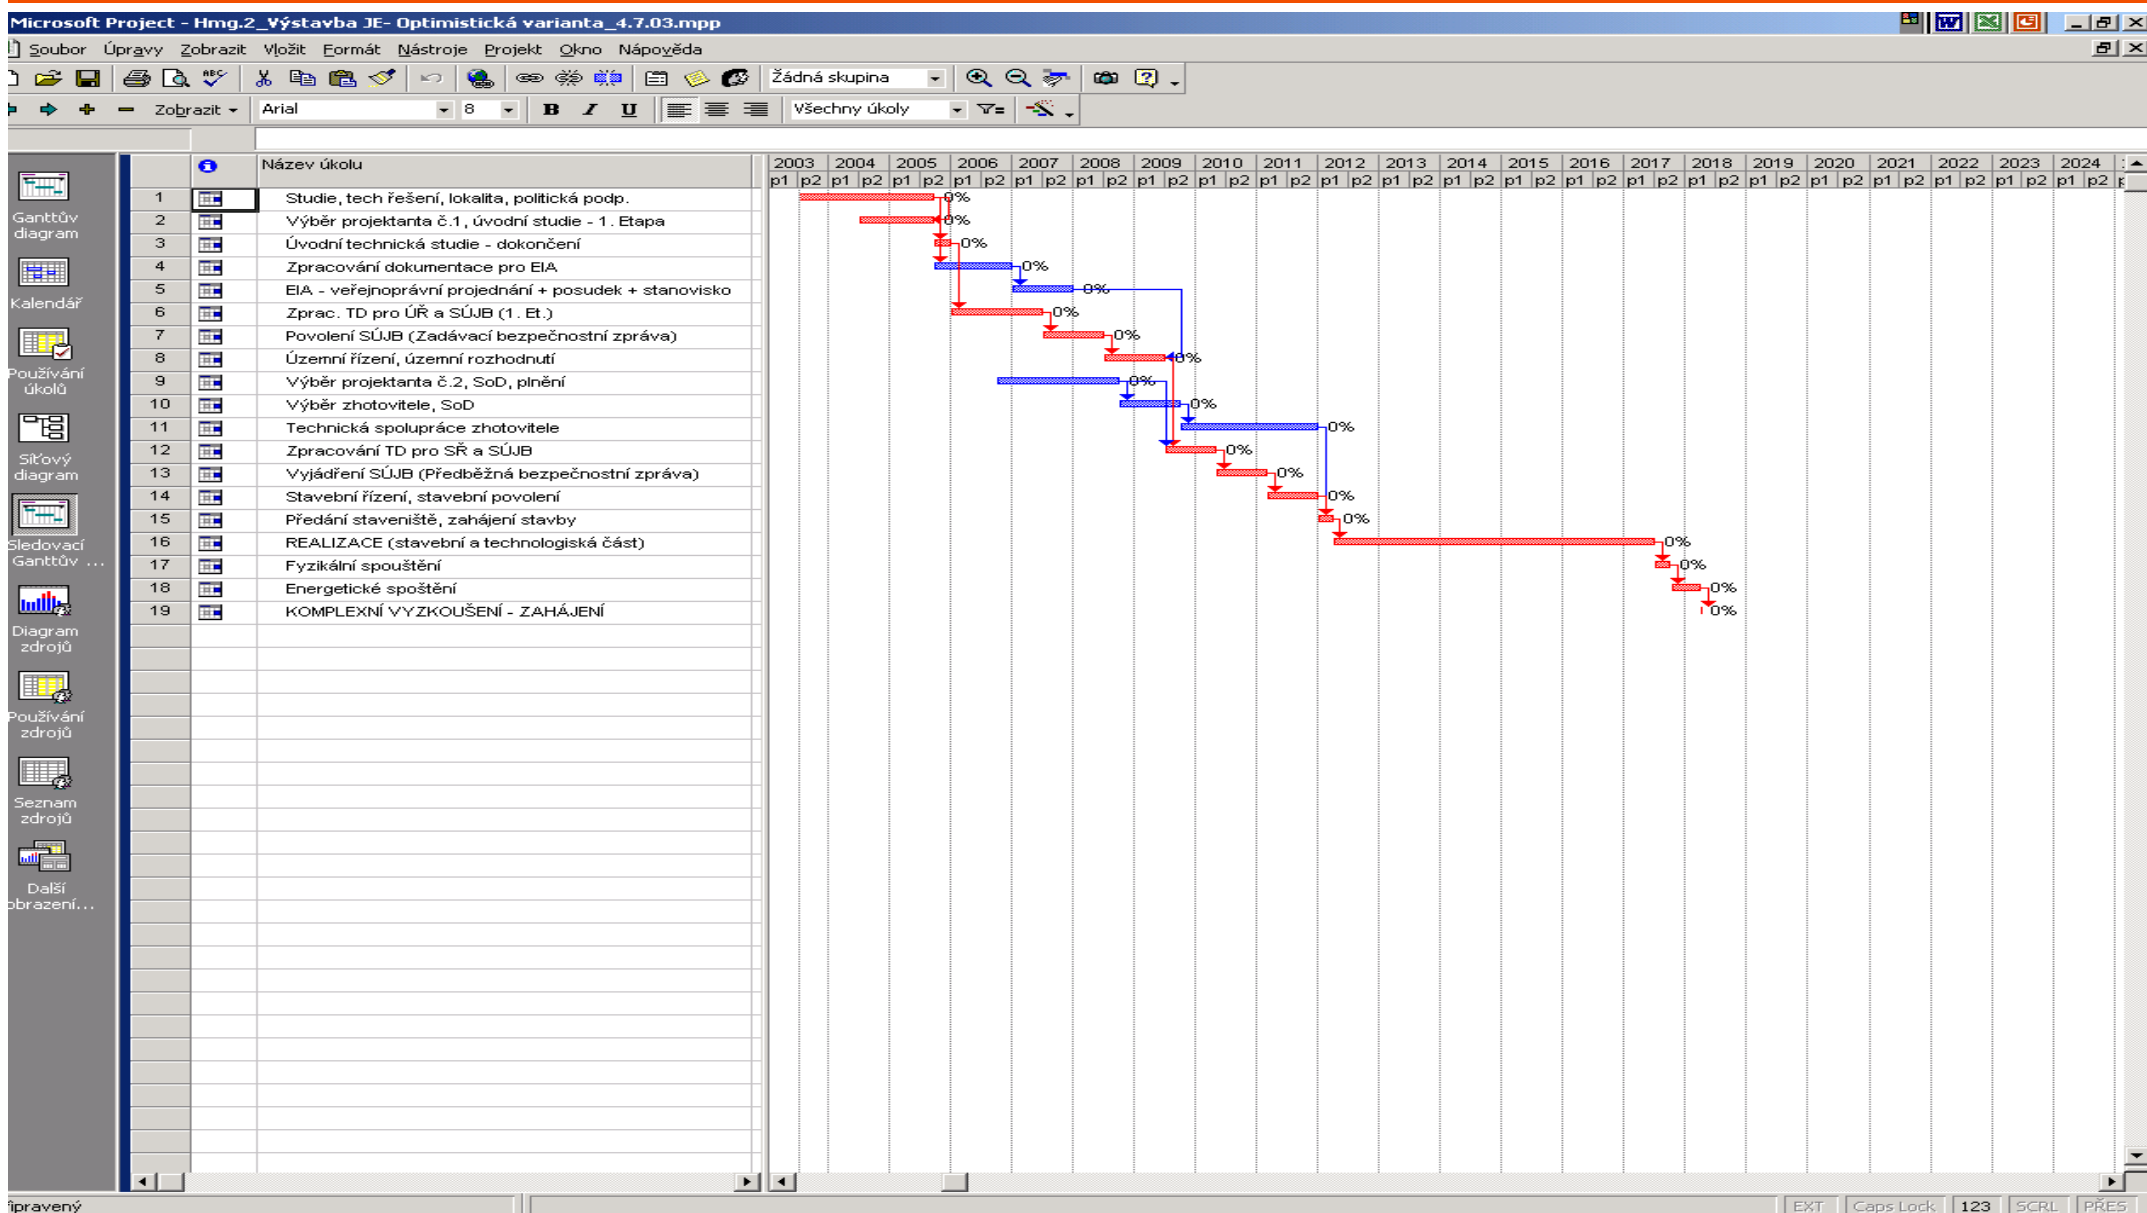 Microsoft Project - Hmg.2_Výstavba JE- Optimistická varianta_4.7.03.mpp
Soubor Úpravy Zobrazit Vložit Formát Nástroje Projekt Okno Nápověda
Žádná skupina
Zobrazit Arial 8 B I U Všechny úkoly
Název úkolu
2003 2004 2005 2006 2007 2008 2009 2010 2011 2012 2013 2014 2015 2016 2017 2018 2019 2020 2021 2022 2023 2024
p1 p2 p1 p2 p1 p2 p1 p2 p1 p2 p1 p2 p1 p2 p1 p2 p1 p2 p1 p2 p1 p2 p1 p2 p1 p2 p1 p2 p1 p2 p1 p2 p1 p2 p1 p2 p1 p2 p1 p2 p1 p2 p1 p2
1 Studie, tech řešení, lokalita, politická podp. 0%
2 Výběr projektanta č.1, úvodní studie - 1. Etapa 0%
3 Úvodní technická studie - dokončení 0%
4 Zpracování dokumentace pro EIA 0%
5 EIA - veřejnoprávní projednání + posudek + stanovisko 0%
6 Zprac. TD pro ÚŘ a SÚJB (1. Et.) 0%
7 Povolení SÚJB (Zadávací bezpečnostní zpráva) 0%
8 Územní řízení, územní rozhodnutí 0%
9 Výběr projektanta č.2, SoD, plnění 0%
10 Výběr zhotovitele, SoD 0%
11 Technická spolupráce zhotovitele 0%
12 Zpracování TD pro SŘ a SÚJB 0%
13 Vyjádření SÚJB (Předběžná bezpečnostní zpráva) 0%
14 Stavební řízení, stavební povolení 0%
15 Předání staveniště, zahájení stavby 0%
16 REALIZACE (stavební a technologiská část) 0%
17 Fyzikální spouštění 0%
18 Energetické spoštění 0%
19 KOMPLEXNÍ VYZKOUŠENÍ - ZAHÁJENÍ 0%
Ganttův
diagram
Kalendář
Používání
úkolů
Síťový
diagram
Sledovací
Ganttův ...
Diagram
zdrojů
Používání
zdrojů
Seznam
zdrojů
Další
obrazení...
ipravený
EXT Caps Lock 123 SCRL PŘES